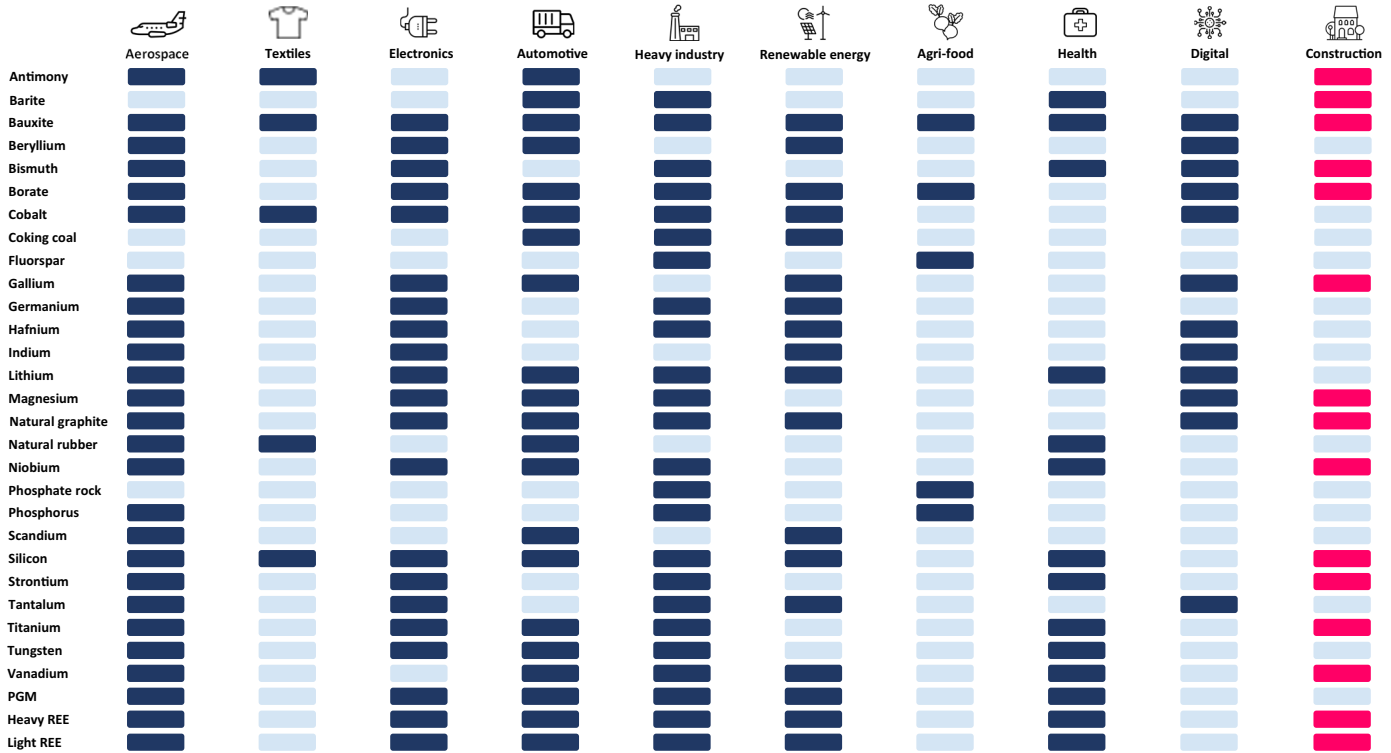 Aerospace Textiles Electronics Automotive Heavy industry Renewable energy Agri-food Health Digital Construction
Antimony
Barite
Bauxite
Beryllium
Bismuth
Borate
Cobalt
Coking coal
Fluorspar
Gallium
Germanium
Hafnium
Indium
Lithium
Magnesium
Natural graphite
Natural rubber
Niobium
Phosphate rock
Phosphorus
Scandium
Silicon
Strontium
Tantalum
Titanium
Tungsten
Vanadium
PGM
Heavy REE
Light REE